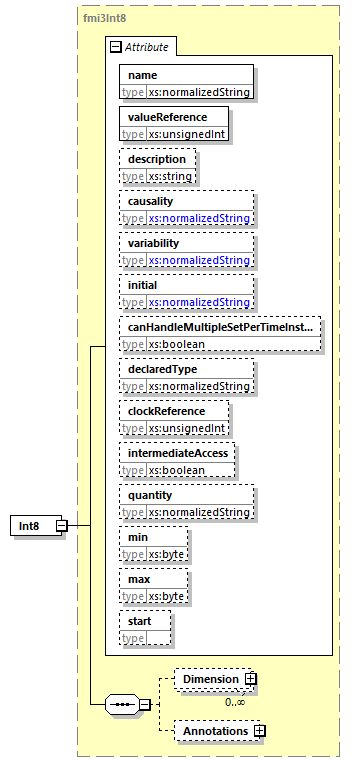 fmi3Int8
Attribute
name
type xs:normalizedString
valueReference
type xs:unsignedInt
description
type xs:string
causality
type xs:normalizedString
variability
type xs:normalizedString
initial
type xs:normalizedString
canHandleMultipleSetPerTimeInst...
type xs:boolean
declaredType
type xs:normalizedString
clockReference
type xs:unsignedInt
intermediateAccess
type xs:boolean
quantity
type xs:normalizedString
Int8
min
type xs:byte
max
type xs:byte
start
type
Dimension
0..∞
Annotations